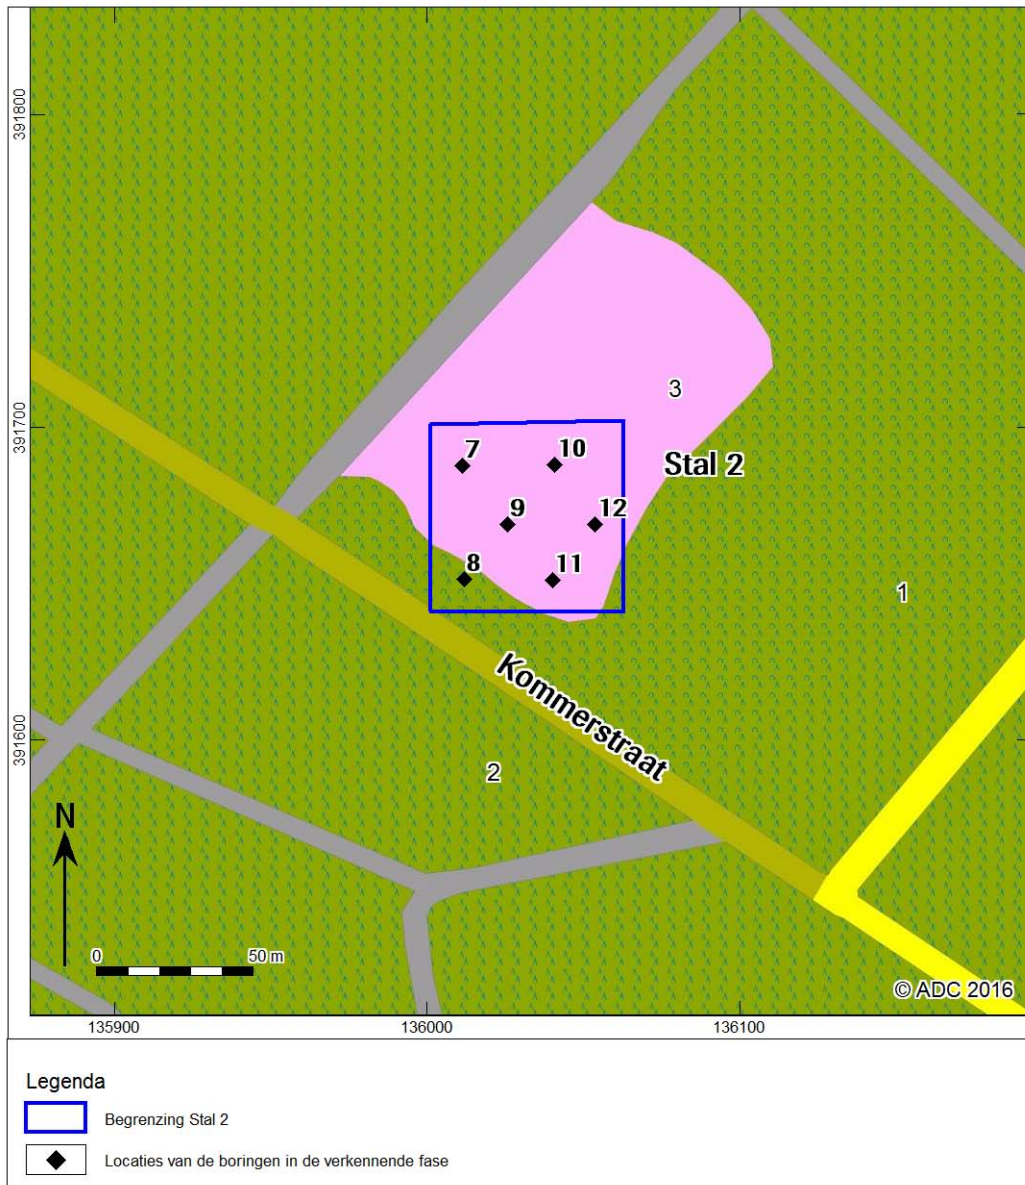 391800
391700
391600
3
Stal 2
7
10
9
12
8
11
1
Kommerstraat
2
N
0 50 m
© ADC 2016
135900 136000 136100
Legenda
Begrenzing Stal 2
Locaties van de boringen in de verkennende fase